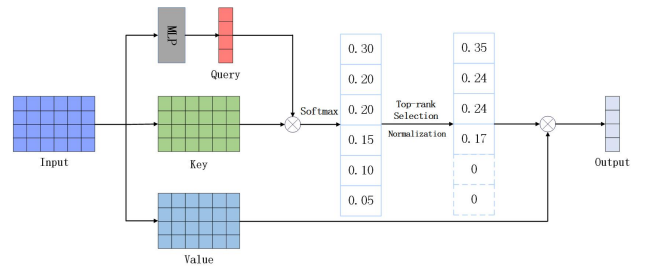 MLP
Query
Input
Key
Value
Softmax
0.30
0.20
0.20
0.15
0.10
0.05
Top-rank
Selection
Normalization
0.35
0.24
0.24
0.17
0
0
Output